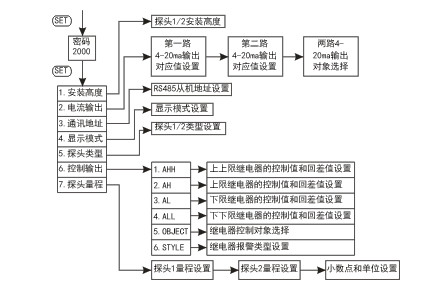 SET
密码
2000
SET
1.安装高度
2.电流输出
3.通讯地址
4.显示模式
5.探头类型
6.控制输出
7.探头量程
探头1/2安装高度
第一路
4-20ma输出
对应值设置
第二路
4-20ma输出
对应值设置
两路4-
20ma输出
对象选择
RS485从机地址设置
显示模式设置
探头1/2类型设置
1.AHH
上上限继电器的控制值和回差值设置
2.AH
上限继电器的控制值和回差值设置
3.AL
下限继电器的控制值和回差值设置
4.ALL
下下限继电器的控制值和回差值设置
5.OBJECT
继电器控制对象选择
6.STYLE
继电器报警类型设置
探头1量程设置
探头2量程设置
小数点和单位设置